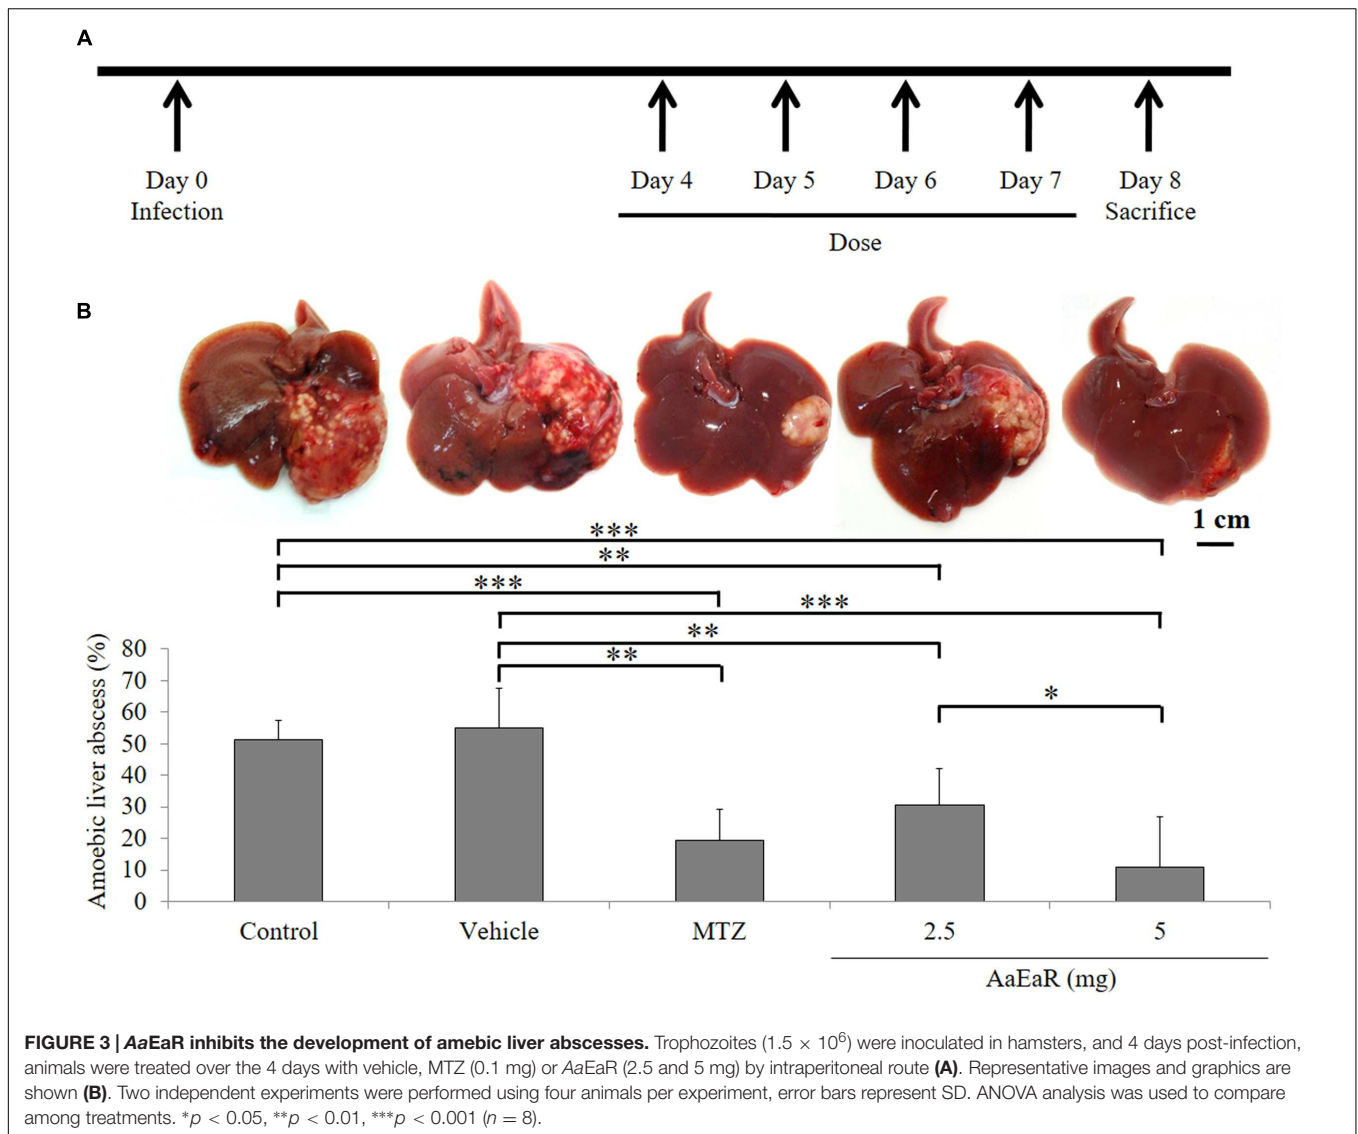 A
Day 0
Infection
Day 4
Day 5
Day 6
Day 7
Day 8
Sacrifice
Dose
B
1 cm
***
**
***
***
**
**
*
Amoebic liver abscess (%)
80
70
60
50
40
30
20
10
0
Control
Vehicle
MTZ
2.5
5
AaEaR (mg)
FIGURE 3 | AaEaR inhibits the development of amebic liver abscesses. Trophozoites (1.5 × 10⁶) were inoculated in hamsters, and 4 days post-infection,
animals were treated over the 4 days with vehicle, MTZ (0.1 mg) or AaEaR (2.5 and 5 mg) by intraperitoneal route (A). Representative images and graphics are
shown (B). Two independent experiments were performed using four animals per experiment, error bars represent SD. ANOVA analysis was used to compare
among treatments. *p < 0.05, **p < 0.01, ***p < 0.001 (n = 8).